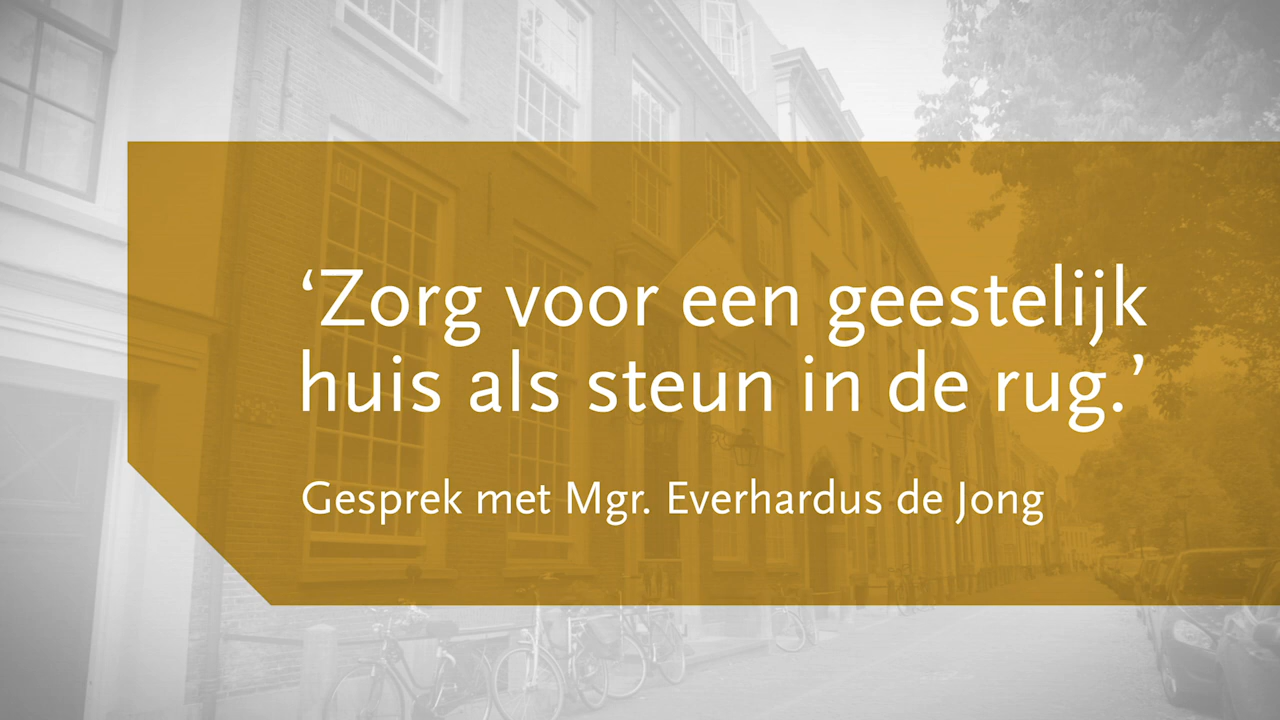 ‘Zorg voor een geestelijk
huis als steun in de rug.’
Gesprek met Mgr. Everhardus de Jong